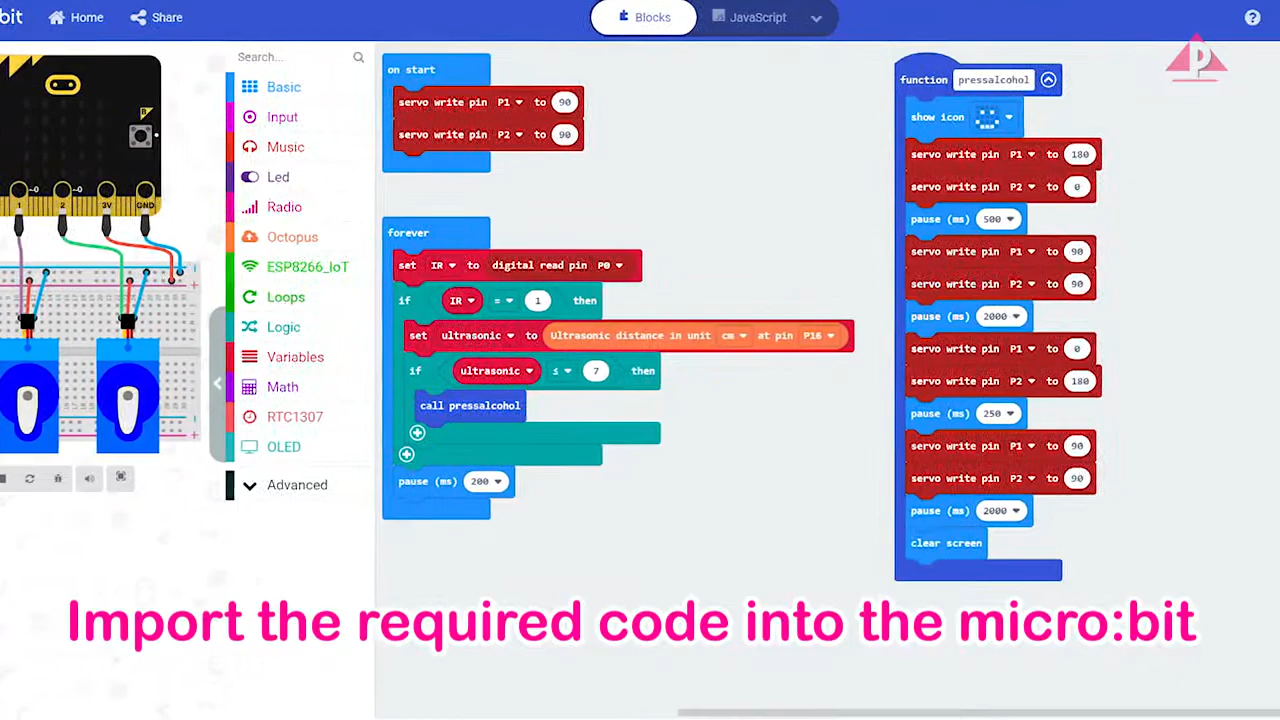 bit Home Share Blocks JavaScript ?
P
Search...
Basic
Input
Music
Led
Radio
Octopus
ESP8266_IoT
Loops
Logic
Variables
Math
RTC1307
OLED
Advanced
B
1 2 3V GND
on start
servo write pin P1 to 90
servo write pin P2 to 90
forever
set IR to digital read pin P0
if IR = 1 then
set ultrasonic to Ultrasonic distance in unit cm at pin P16
if ultrasonic ≤ 7 then
call pressalcohol
pause (ms) 200
function pressalcohol
show icon
servo write pin P1 to 180
servo write pin P2 to 0
pause (ms) 500
servo write pin P1 to 90
servo write pin P2 to 90
pause (ms) 2000
servo write pin P1 to 0
servo write pin P2 to 180
pause (ms) 250
servo write pin P1 to 90
servo write pin P2 to 90
pause (ms) 2000
clear screen
Import the required code into the micro:bit